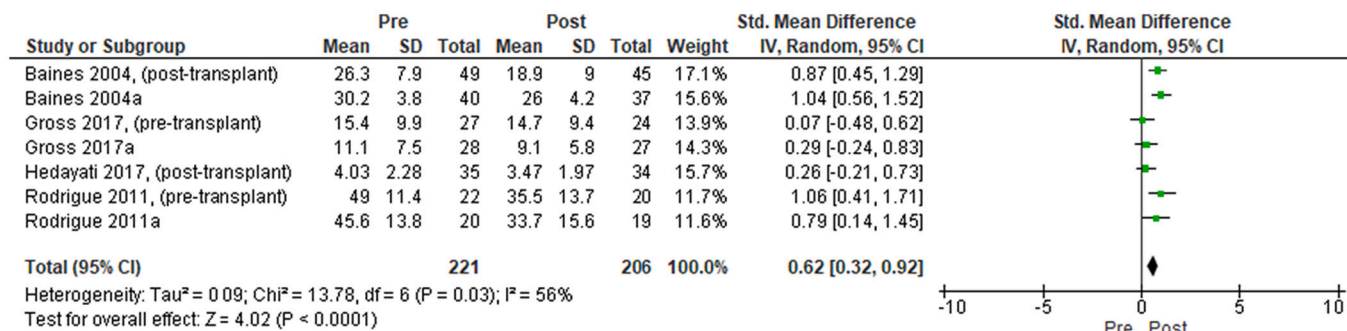 Pre Post Std. Mean Difference Std. Mean Difference
Study or Subgroup Mean SD Total Mean SD Total Weight IV, Random, 95% CI IV, Random, 95% CI
Baines 2004, (post-transplant) 26.3 7.9 49 18.9 9 45 17.1% 0.87 [0.45, 1.29]
Baines 2004a 30.2 3.8 40 26 4.2 37 15.6% 1.04 [0.56, 1.52]
Gross 2017, (pre-transplant) 15.4 9.9 27 14.7 9.4 24 13.9% 0.07 [-0.48, 0.62]
Gross 2017a 11.1 7.5 28 9.1 5.8 27 14.3% 0.29 [-0.24, 0.83]
Hedayati 2017, (post-transplant) 4.03 2.28 35 3.47 1.97 34 15.7% 0.26 [-0.21, 0.73]
Rodrigue 2011, (pre-transplant) 49 11.4 22 35.5 13.7 20 11.7% 1.06 [0.41, 1.71]
Rodrigue 2011a 45.6 13.8 20 33.7 15.6 19 11.6% 0.79 [0.14, 1.45]
Total (95% CI) 221 206 100.0% 0.62 [0.32, 0.92]
Heterogeneity: Tau² = 0 09; Chi² = 13.78, df = 6 (P = 0.03); I² = 56%
Test for overall effect: Z = 4.02 (P < 0.0001)
-10 -5 0 5 10
Pre Post